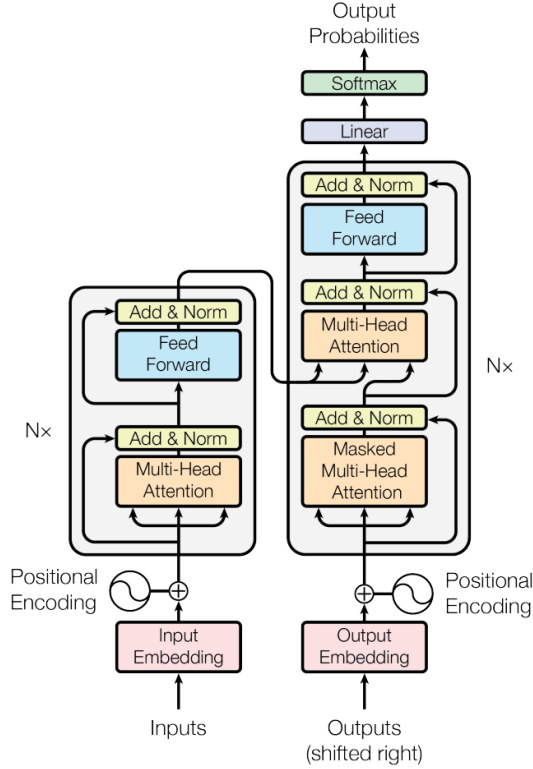 Output
Probabilities
Softmax
Linear
Add & Norm
Feed
Forward
Add & Norm
Multi-Head
Attention
N×
Add & Norm
Masked
Multi-Head
Attention
Add & Norm
Feed
Forward
N×
Add & Norm
Multi-Head
Attention
Positional
Encoding
Positional
Encoding
Input
Embedding
Output
Embedding
Inputs
Outputs
(shifted right)